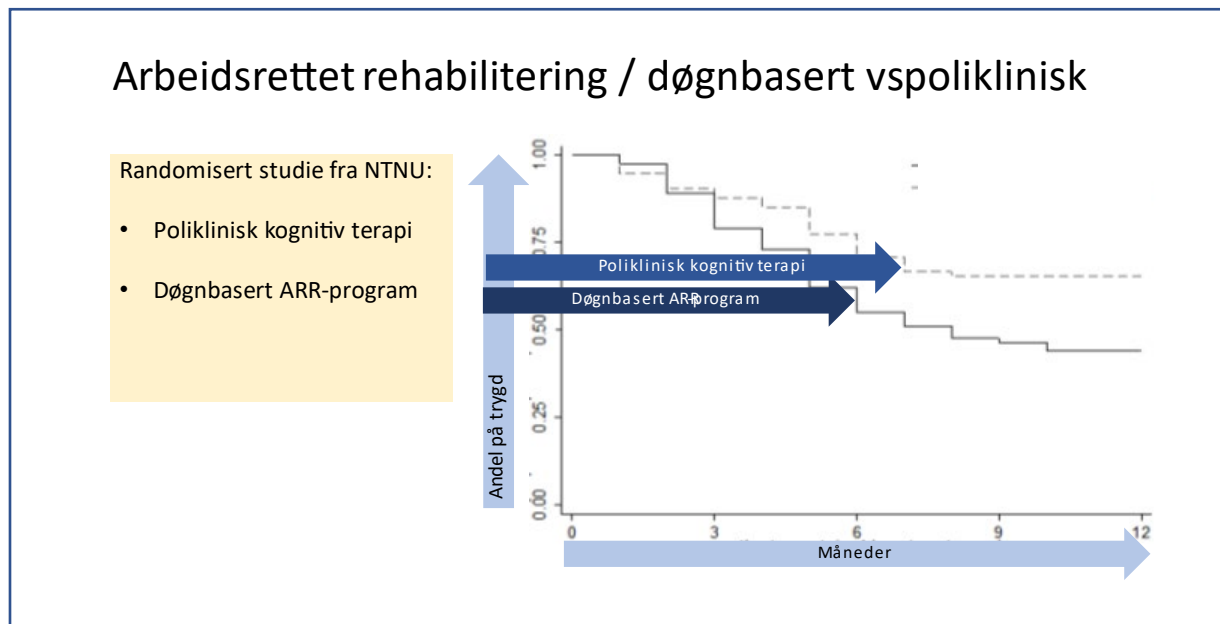 Arbeidsrettet rehabilitering / døgnbasert vspoliklinisk
Randomisert studie fra NTNU:
• Poliklinisk kognitiv terapi
• Døgnbasert ARR-program
Andel på trygd
1.00
0.75
0.50
0.25
0.00
Poliklinisk kognitiv terapi
Døgnbasert ARR-program
0 3 6 9 12
Måneder